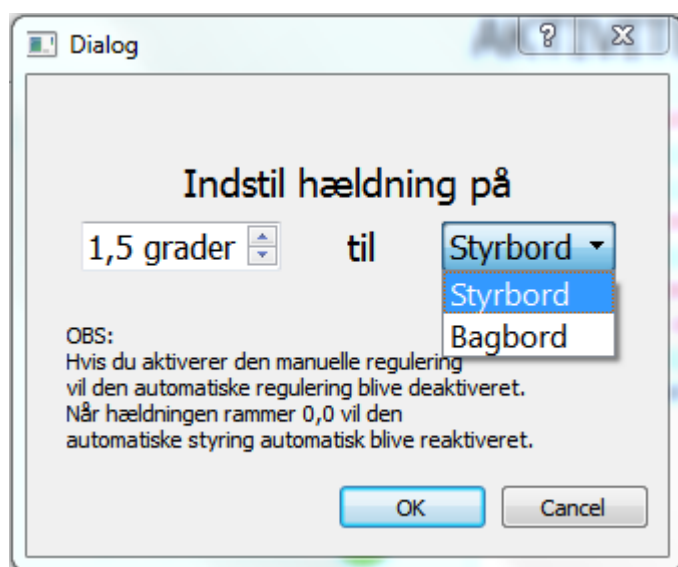 Dialog
Indstil hældning på
1,5 grader til Styrbord
Styrbord
Bagbord
OBS:
Hvis du aktiverer den manuelle regulering
vil den automatiske regulering blive deaktiveret.
Når hældningen rammer 0,0 vil den
automatiske styring automatisk blive reaktiveret.
OK Cancel